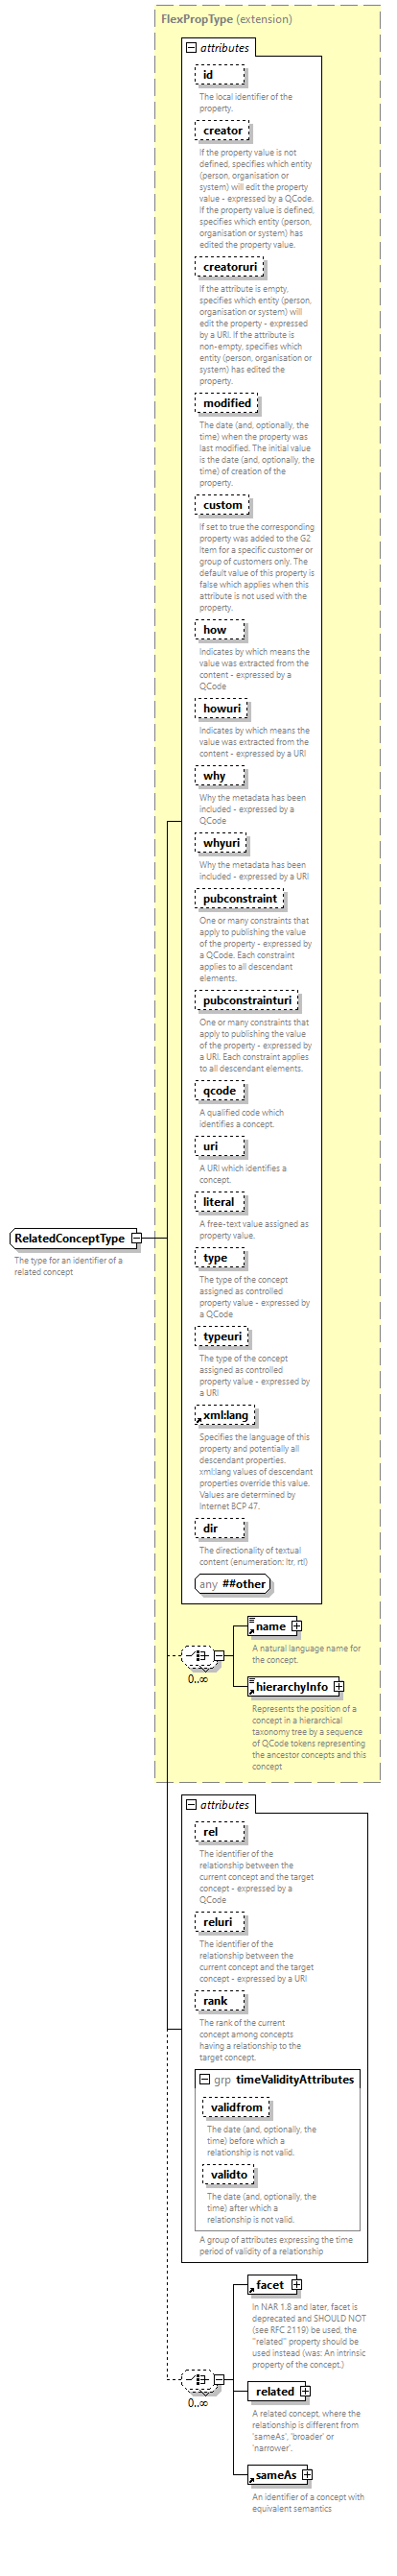 FlexPropType (extension)
attributes
id
The local identifier of the
property.
creator
If the property value is not
defined, specifies which entity
(person, organisation or
system) will edit the property
value - expressed by a QCode.
If the property value is defined,
specifies which entity (person,
organisation or system) has
edited the property value.
creatoruri
If the attribute is empty,
specifies which entity (person,
organisation or system) will
edit the property - expressed
by a URI. If the attribute is
non-empty, specifies which
entity (person, organisation or
system) has edited the
property.
modified
The date (and, optionally, the
time) when the property was
last modified. The initial value
is the date (and, optionally, the
time) of creation of the
property.
custom
If set to true the corresponding
property was added to the G2
Item for a specific customer or
group of customers only. The
default value of this property is
false which applies when this
attribute is not used with the
property.
how
Indicates by which means the
value was extracted from the
content - expressed by a
QCode
howuri
Indicates by which means the
value was extracted from the
content - expressed by a URI
why
Why the metadata has been
included - expressed by a
QCode
whyuri
Why the metadata has been
included - expressed by a URI
pubconstraint
One or many constraints that
apply to publishing the value
of the property - expressed by
a QCode. Each constraint
applies to all descendant
elements.
pubconstrainturi
One or many constraints that
apply to publishing the value
of the property - expressed by
a URI. Each constraint applies
to all descendant elements.
qcode
A qualified code which
identifies a concept.
uri
A URI which identifies a
concept.
literal
A free-text value assigned as
property value.
RelatedConceptType
The type for an identifier of a
related concept
type
The type of the concept
assigned as controlled
property value - expressed by
a QCode
typeuri
The type of the concept
assigned as controlled
property value - expressed by
a URI
xml:lang
Specifies the language of this
property and potentially all
descendant properties.
xml:lang values of descendant
properties override this value.
Values are determined by
Internet BCP 47.
dir
The directionality of textual
content (enumeration: ltr, rtl)
any ##other
0..∞
name
A natural language name for
the concept.
hierarchyInfo
Represents the position of a
concept in a hierarchical
taxonomy tree by a sequence
of QCode tokens representing
the ancestor concepts and this
concept
attributes
rel
The identifier of the
relationship between the
current concept and the target
concept - expressed by a
QCode
reluri
The identifier of the
relationship between the
current concept and the target
concept - expressed by a URI
rank
The rank of the current
concept among concepts
having a relationship to the
target concept.
grp timeValidityAttributes
validfrom
The date (and, optionally, the
time) before which a
relationship is not valid.
validto
The date (and, optionally, the
time) after which a
relationship is not valid.
A group of attributes expressing the time
period of validity of a relationship
0..∞
facet
In NAR 1.8 and later, facet is
deprecated and SHOULD NOT
(see RFC 2119) be used, the
"related" property should be
used instead (was: An intrinsic
property of the concept.)
related
A related concept, where the
relationship is different from
'sameAs', 'broader' or
'narrower'.
sameAs
An identifier of a concept with
equivalent semantics